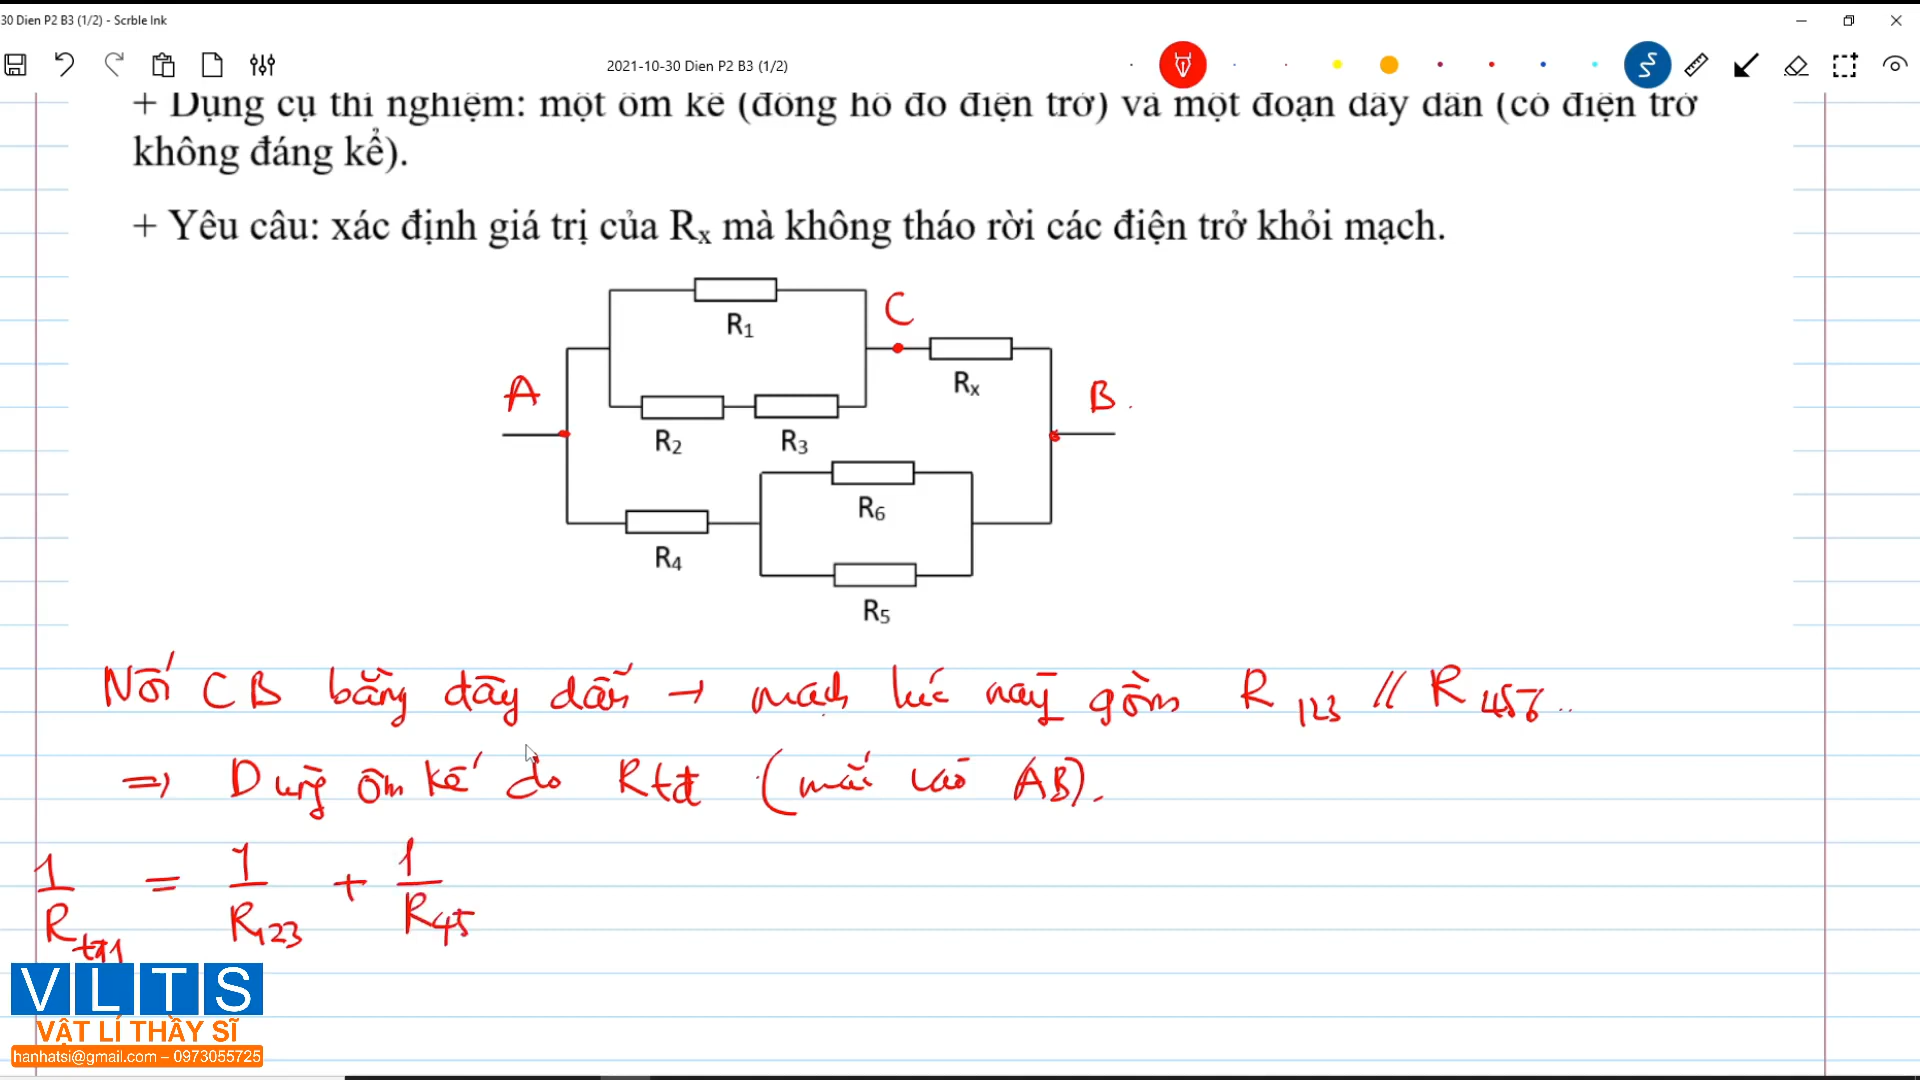 30 Dien P2 B3 (1/2) - Scrble Ink
2021-10-30 Dien P2 B3 (1/2)
+ Dụng cụ thí nghiệm: một ôm kế (đồng hồ đo điện trở) và một đoạn dây dẫn (có điện trở
không đáng kể).
+ Yêu cầu: xác định giá trị của Rx mà không tháo rời các điện trở khỏi mạch.
R1
C
Rx
A
B
R2
R3
R6
R4
R5
Nối CB bằng dây dẫn → mạch lúc này gồm R123 // R456
⇒ Dùng ôm kế đo Rtđ (mắc vào AB).
1/Rtđ1 = 1/R123 + 1/R45
VLTS
VẬT LÍ THẦY SĨ
hanhatsi@gmail.com – 0973055725